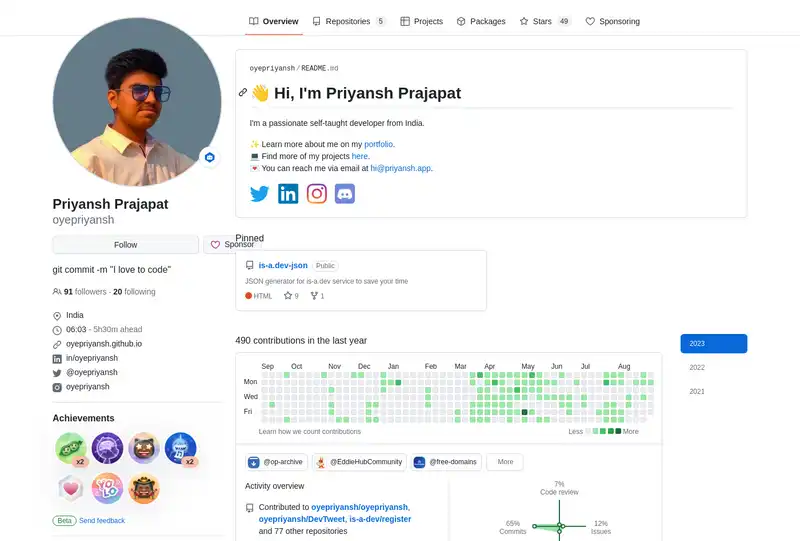 Overview
Repositories 5
Projects
Packages
Stars 49
Sponsoring
oyepriyansh/README.md
👋 Hi, I'm Priyansh Prajapat
I'm a passionate self-taught developer from India.
✨ Learn more about me on my portfolio.
💻 Find more of my projects here.
💌 You can reach me via email at hi@priyansh.app.
Priyansh Prajapat
oyepriyansh
Follow
Sponsor
git commit -m "I love to code"
91 followers · 20 following
India
06:03 - 5h30m ahead
oyepriyansh.github.io
in/oyepriyansh
@oyepriyansh
oyepriyansh
Achievements
x2
x2
YOLO
Beta Send feedback
Pinned
is-a.dev-json Public
JSON generator for is-a.dev service to save your time
HTML 9 1
490 contributions in the last year
2023
2022
2021
Sep Oct Nov Dec Jan Feb Mar Apr May Jun Jul Aug
Mon
Wed
Fri
Learn how we count contributions
Less More
@op-archive
@EddieHubCommunity
@free-domains
More
Activity overview
Contributed to oyepriyansh/oyepriyansh,
oyepriyansh/DevTweet, is-a-dev/register
and 77 other repositories
7%
Code review
65%
Commits
12%
Issues